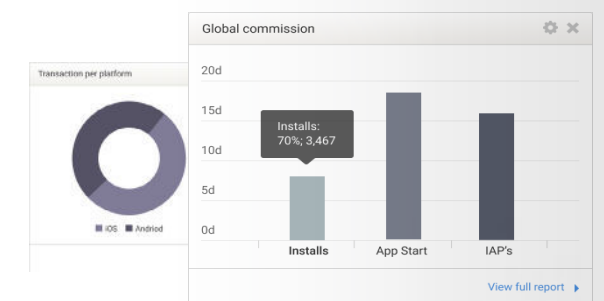 Global commission
Transaction per platform
20d
15d
10d
5d
0d
Installs:
70%; 3,467
Installs App Start IAP's
iOS Andriod
View full report